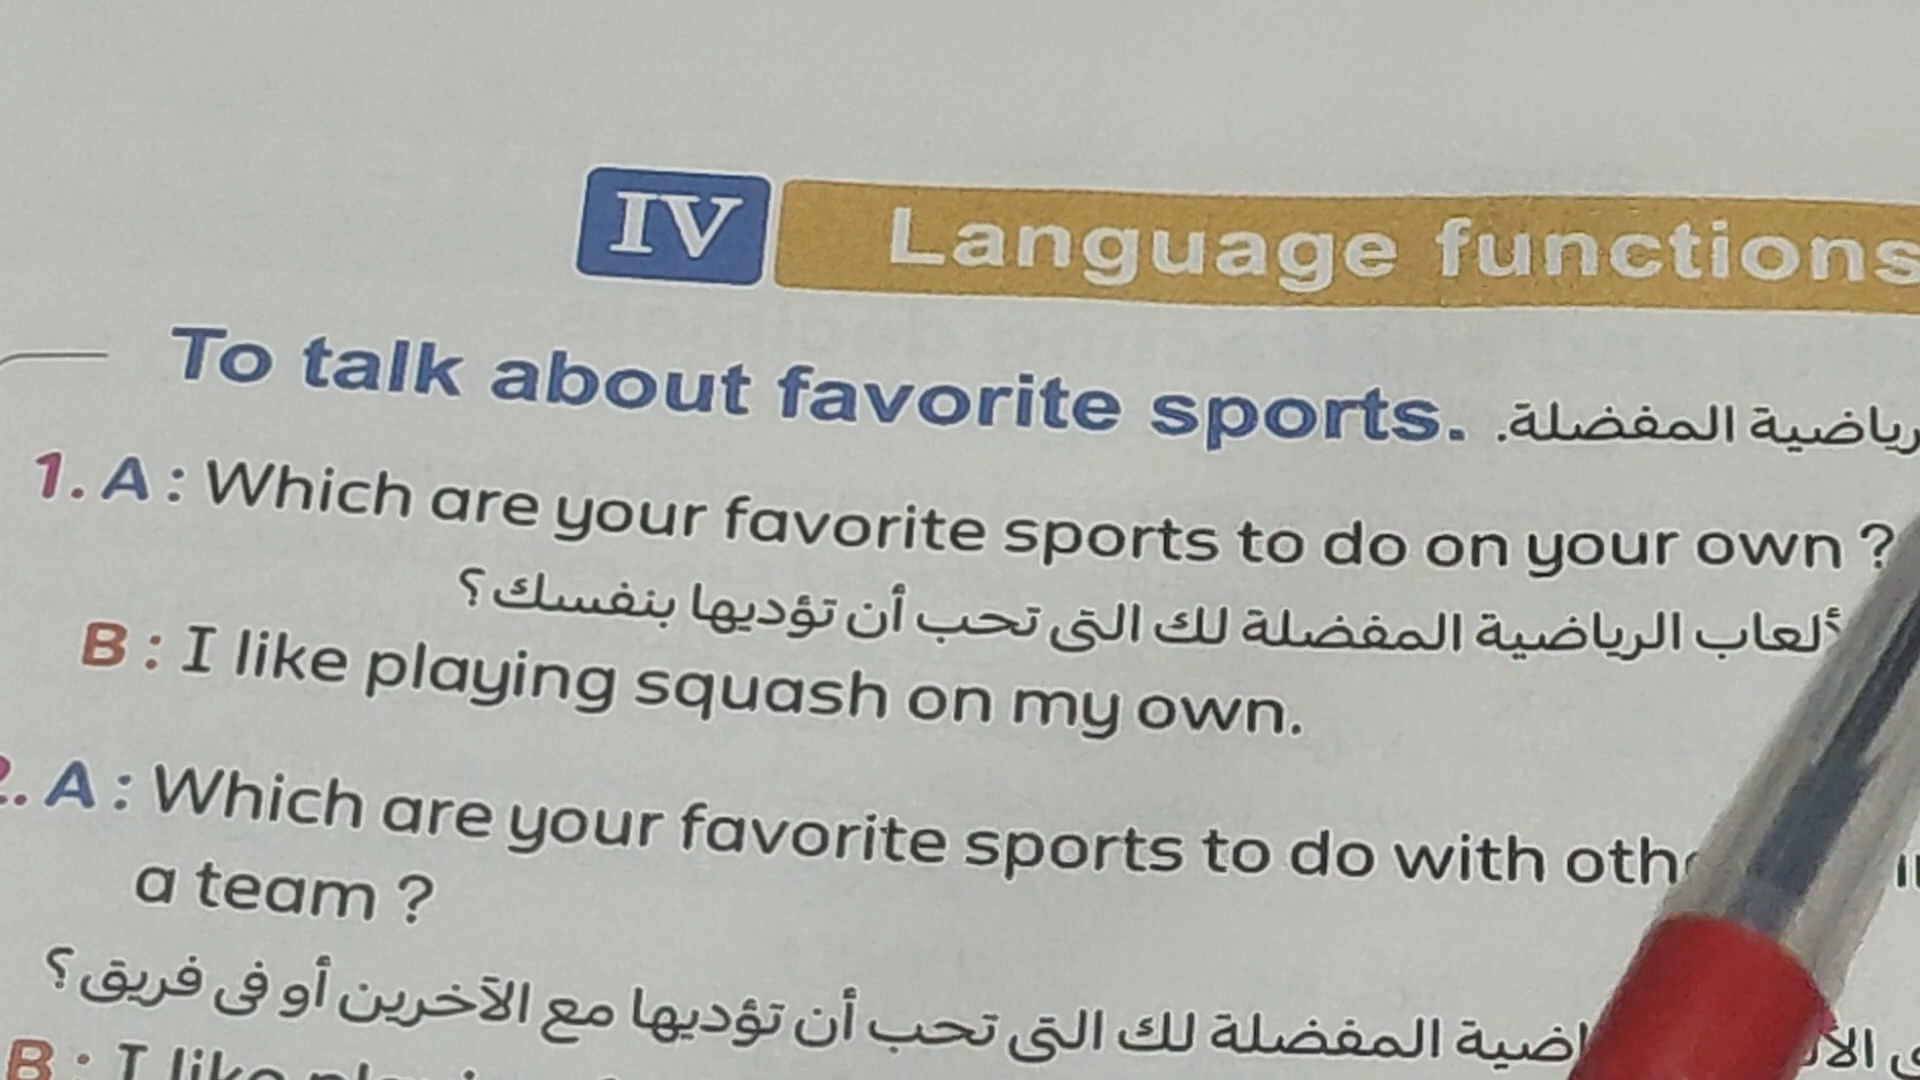 IV Language functions
To talk about favorite sports. رياضية المفضلة.
1. A : Which are your favorite sports to do on your own ?
ألعاب الرياضية المفضلة لك التى تحب أن تؤديها بنفسك؟
B : I like playing squash on my own.
2. A : Which are your favorite sports to do with
a team ?
المفضلة لك التى تحب أن تؤديها مع الآخرين أو فى فريق؟
B : I like